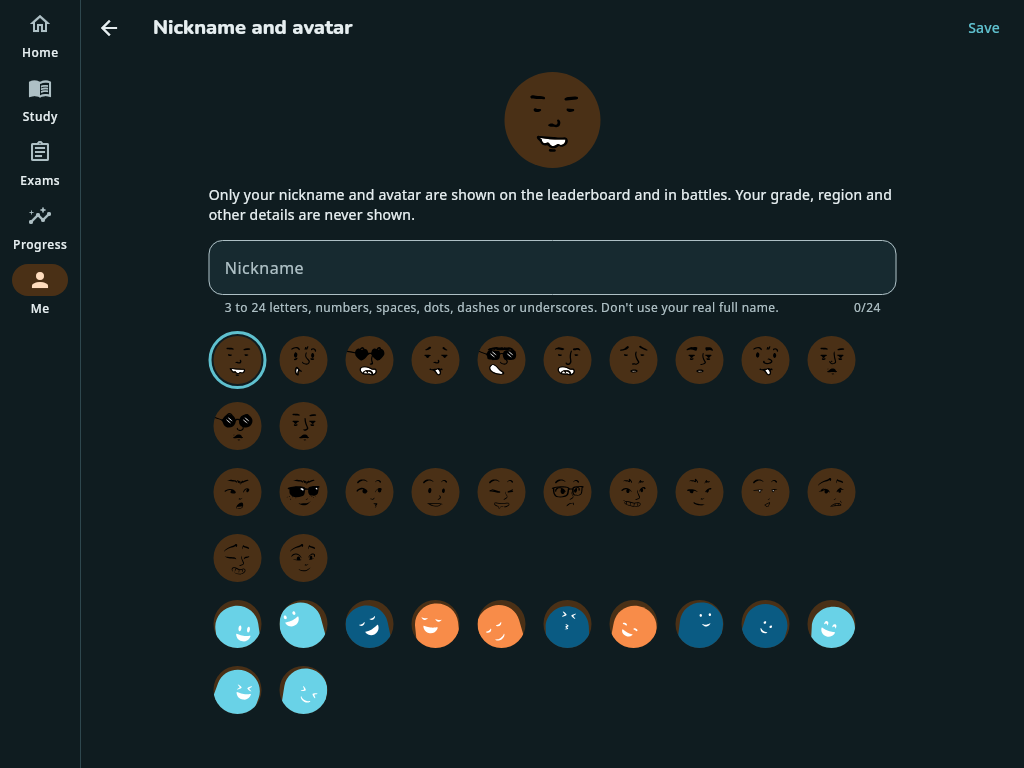 Nickname and avatar
Save
Home
Study
Exams
Progress
Me
Only your nickname and avatar are shown on the leaderboard and in battles. Your grade, region and
other details are never shown.
Nickname
3 to 24 letters, numbers, spaces, dots, dashes or underscores. Don't use your real full name.
0/24